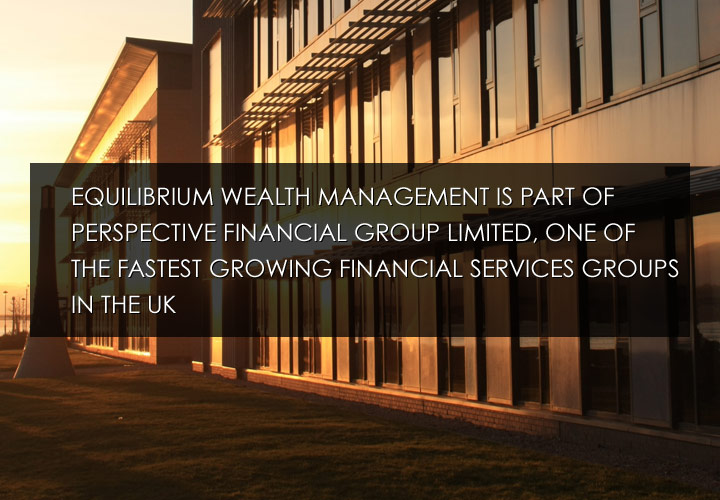 EQUILIBRIUM WEALTH MANAGEMENT IS PART OF
PERSPECTIVE FINANCIAL GROUP LIMITED, ONE OF
THE FASTEST GROWING FINANCIAL SERVICES GROUPS
IN THE UK